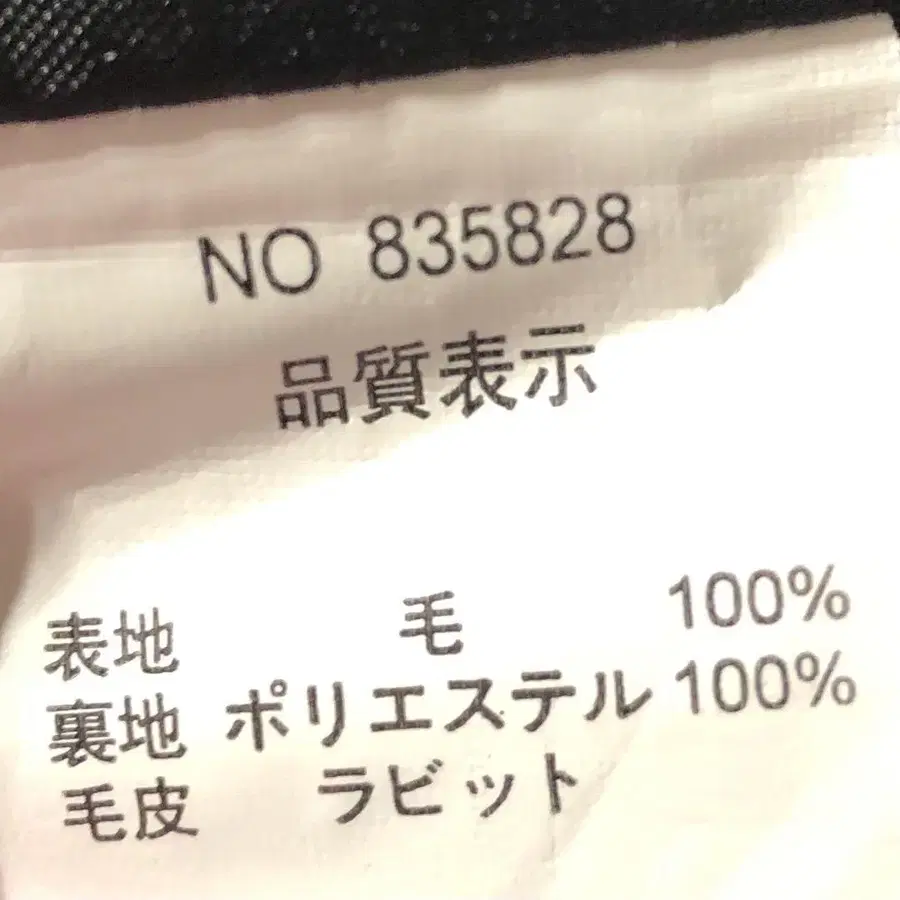 NO 835828
品質表示
表地 毛 100%
裏地 ポリエステル 100%
毛皮 ラビット